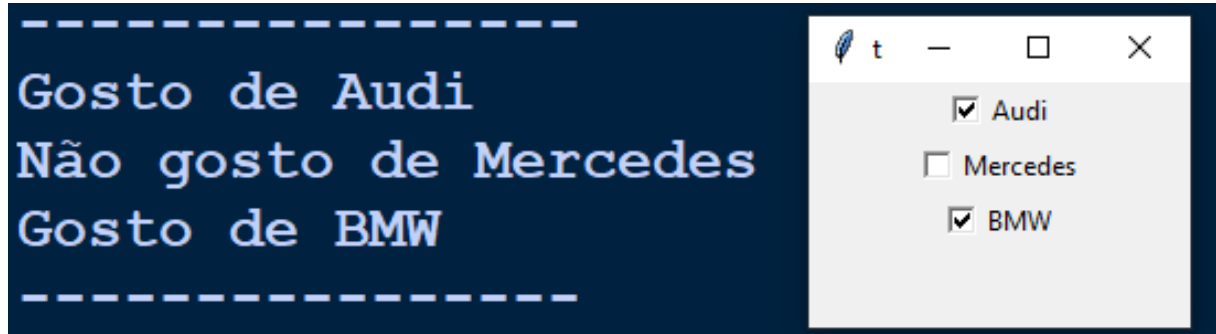 -----------------
Gosto de Audi
Não gosto de Mercedes
Gosto de BMW
-----------------
t
Audi
Mercedes
BMW